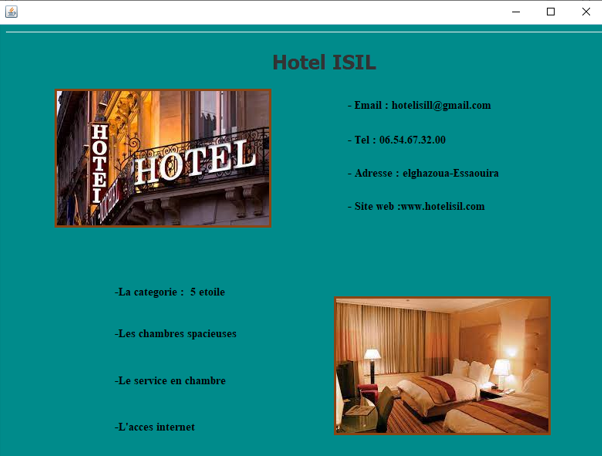 Hotel ISIL
HOTEL
HOTEL
HOTEL
- Email : hotelisill@gmail.com
- Tel : 06.54.67.32.00
- Adresse : elghazoua-Essaouira
- Site web :www.hotelisil.com
-La categorie :  5 etoile
-Les chambres spacieuses
-Le service en chambre
-L'acces internet